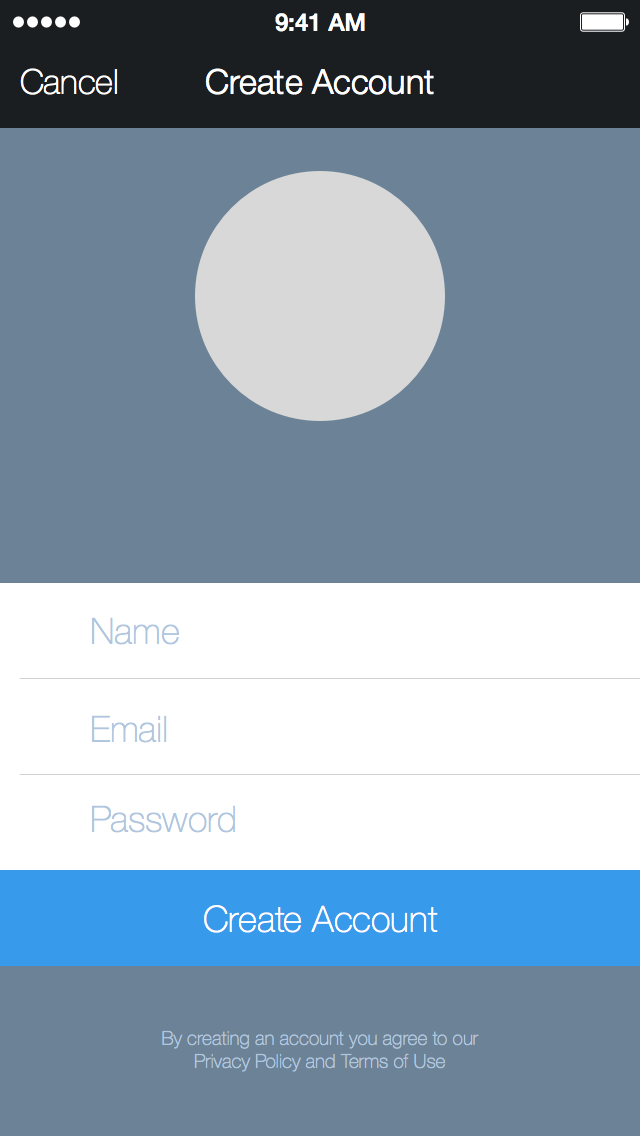 9:41 AM
Cancel
Create Account
Name
Email
Password
Create Account
By creating an account you agree to our
Privacy Policy and Terms of Use